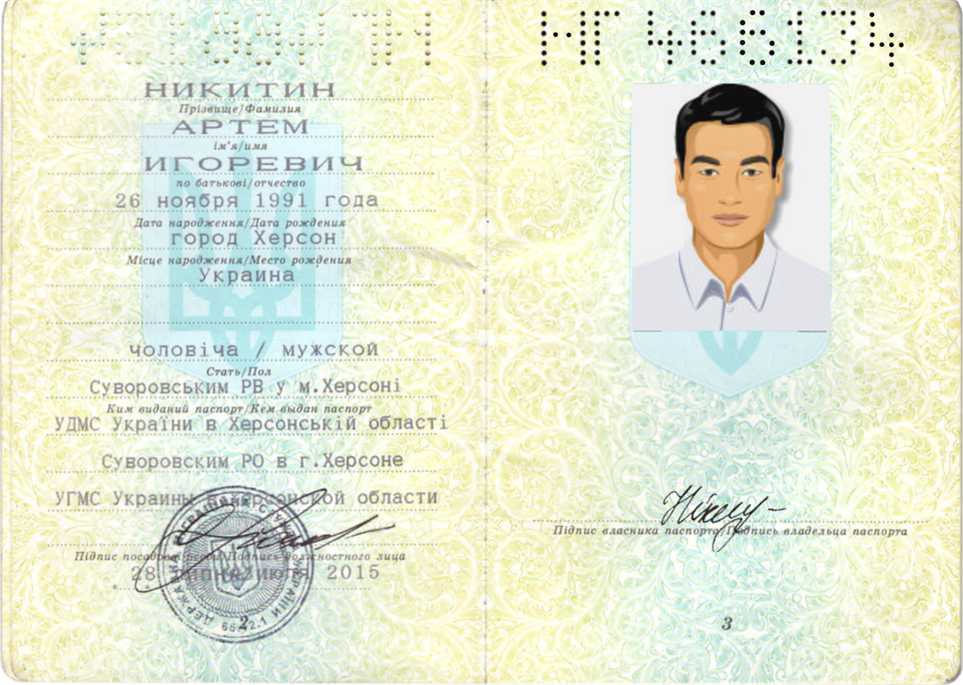 МГ 466134
НИКИТИН
Прізвище/Фамилия
АРТЕМ
ім'я/имя
ИГОРЕВИЧ
по батькові/отчество
26 ноября 1991 года
Дата народження/Дата рождения
город Херсон
Місце народження/Место рождения
Украина
чоловіча / мужской
Стать/Пол
Суворовським РВ у м.Херсоні
Ким виданий паспорт/Кем выдан паспорт
УДМС України в Херсонській області
Суворовским РО в г.Херсоне
УГМС Украины в Херсонской области
Підпис посадової особи/Подпись должностного лица
28 липня/июля 2015
2
Підпис власника паспорта/Подпись владельца паспорта
3